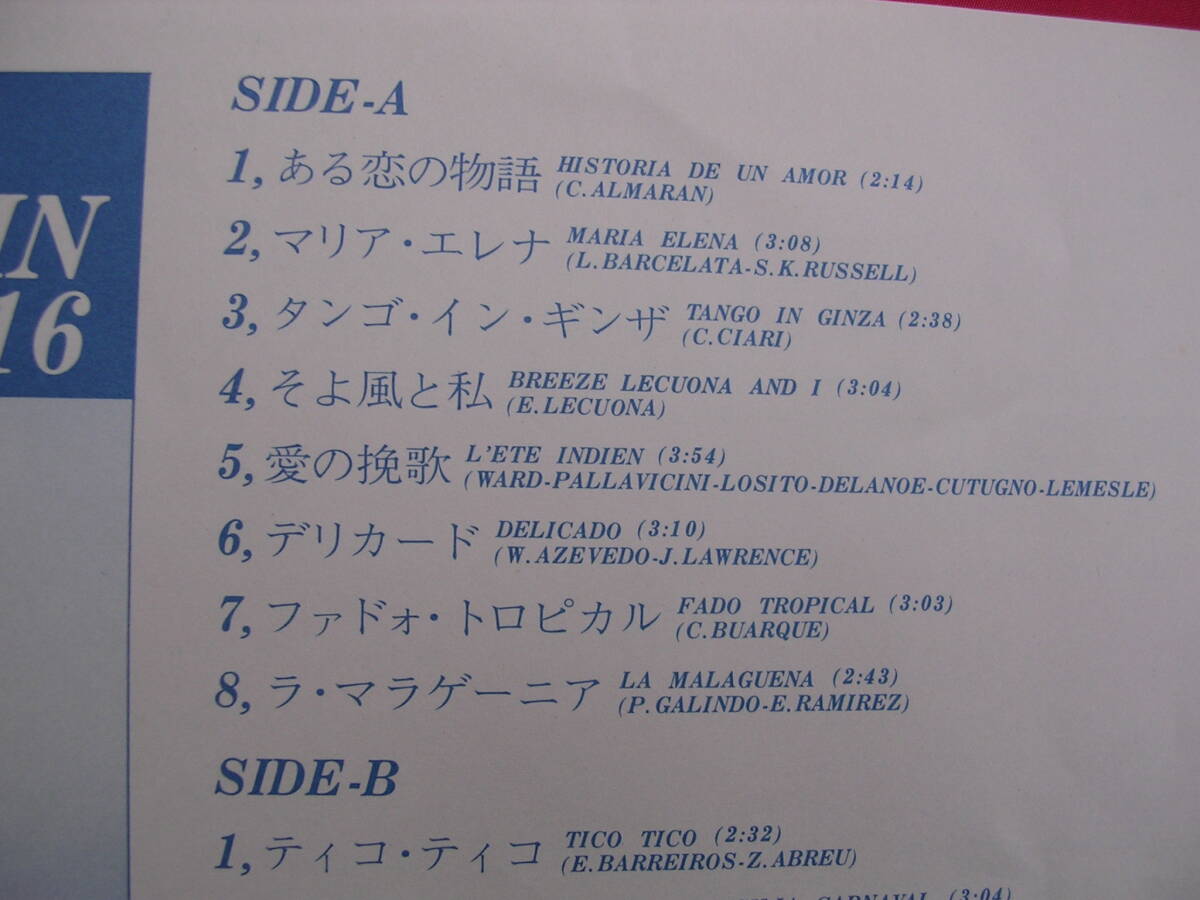 IN
16
SIDE-A
1, ある恋の物語 HISTORIA DE UN AMOR (2:14)
(C.ALMARAN)
2, マリア・エレナ MARIA ELENA (3:08)
(L.BARCELATA-S.K.RUSSELL)
3, タンゴ・イン・ギンザ TANGO IN GINZA (2:38)
(C.CIARI)
4, そよ風と私 BREEZE LECUONA AND I (3:04)
(E.LECUONA)
5, 愛の挽歌 L'ETE INDIEN (3:54)
(WARD-PALLAVICINI-LOSITO-DELANOE-CUTUGNO-LEMESLE)
6, デリカード DELICADO (3:10)
(W.AZEVEDO-J.LAWRENCE)
7, ファドォ・トロピカル FADO TROPICAL (3:03)
(C.BUARQUE)
8, ラ・マラゲーニア LA MALAGUENA (2:43)
(P.GALINDO-E.RAMIREZ)
SIDE-B
1, ティコ・ティコ TICO TICO (2:32)
(E.BARREIROS-Z.ABREU)
CARNAVAL (3:04)